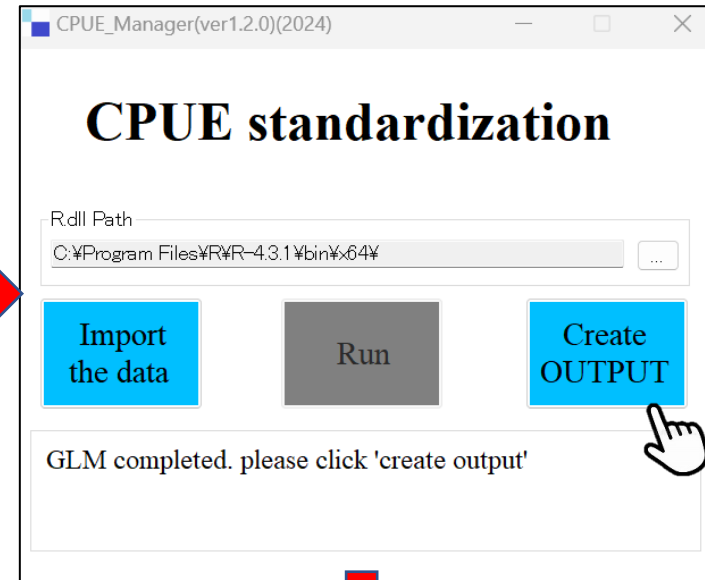 CPUE_Manager(ver1.2.0)(2024)
CPUE standardization
R.dll Path
C:¥Program Files¥R¥R-4.3.1¥bin¥x64¥
...
Import
the data
Run
Create
OUTPUT
GLM completed. please click 'create output'